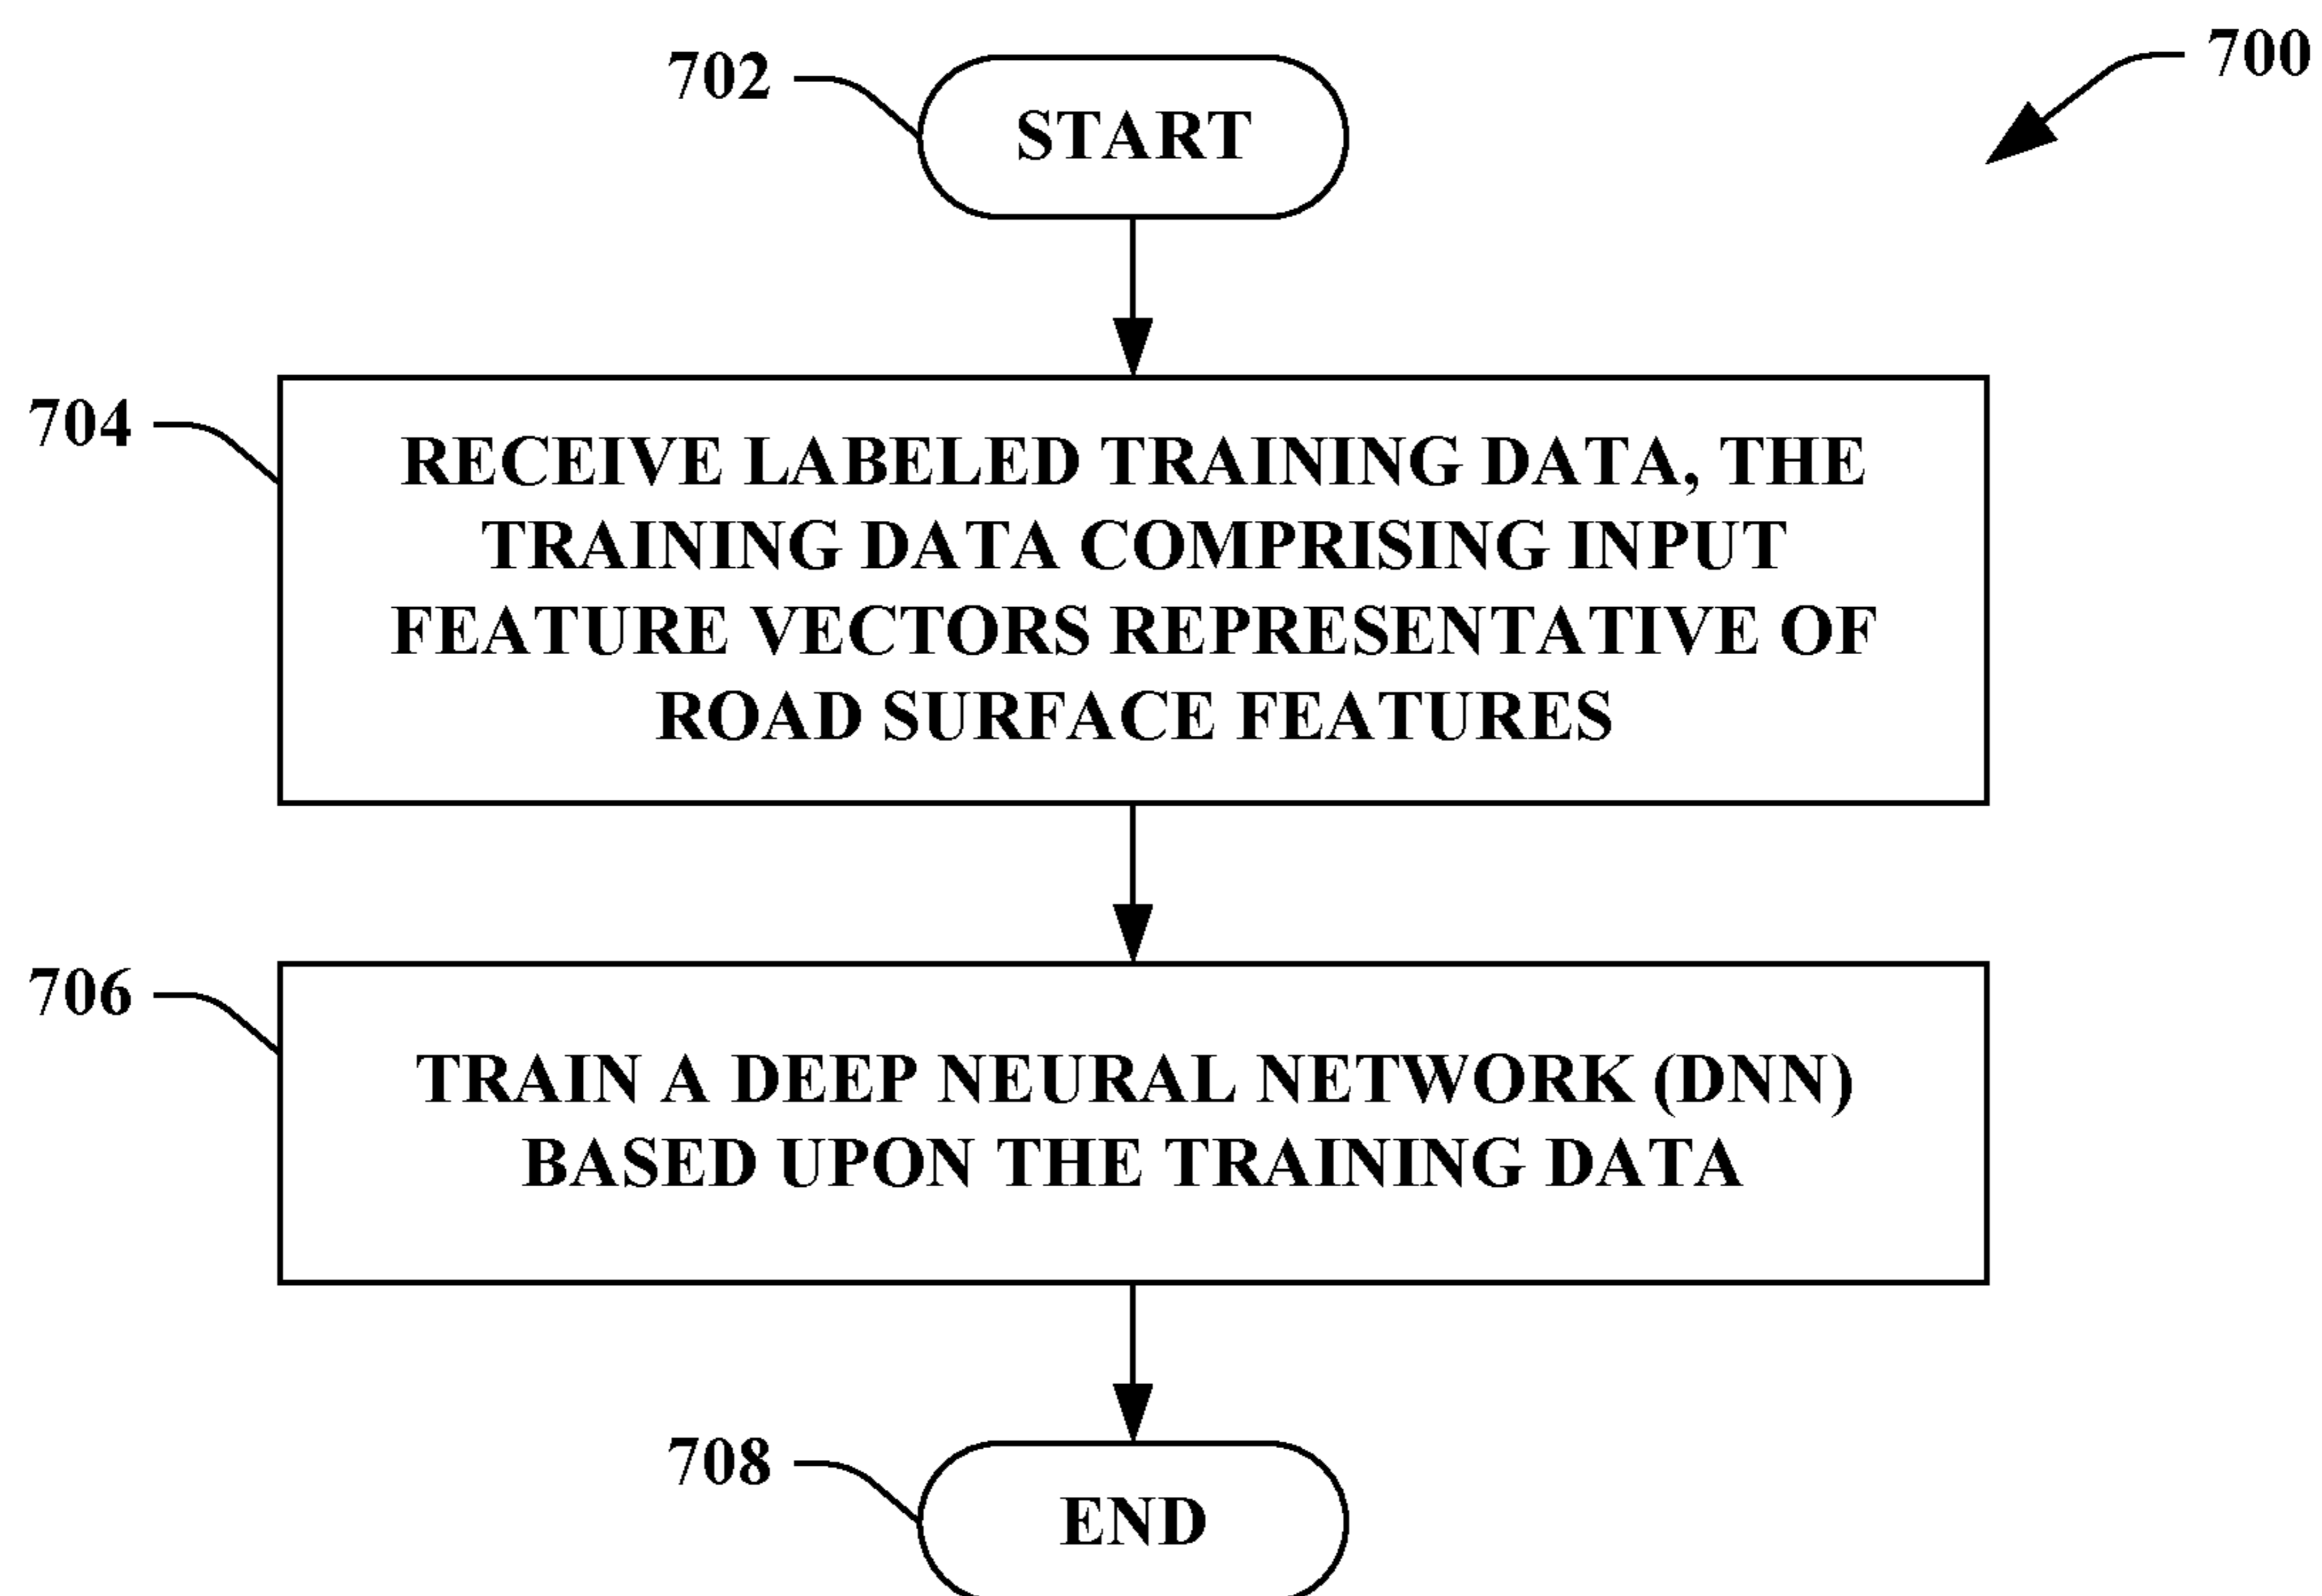 700
702
START
704
RECEIVE LABELED TRAINING DATA, THE
TRAINING DATA COMPRISING INPUT
FEATURE VECTORS REPRESENTATIVE OF
ROAD SURFACE FEATURES
706
TRAIN A DEEP NEURAL NETWORK (DNN)
BASED UPON THE TRAINING DATA
708
END